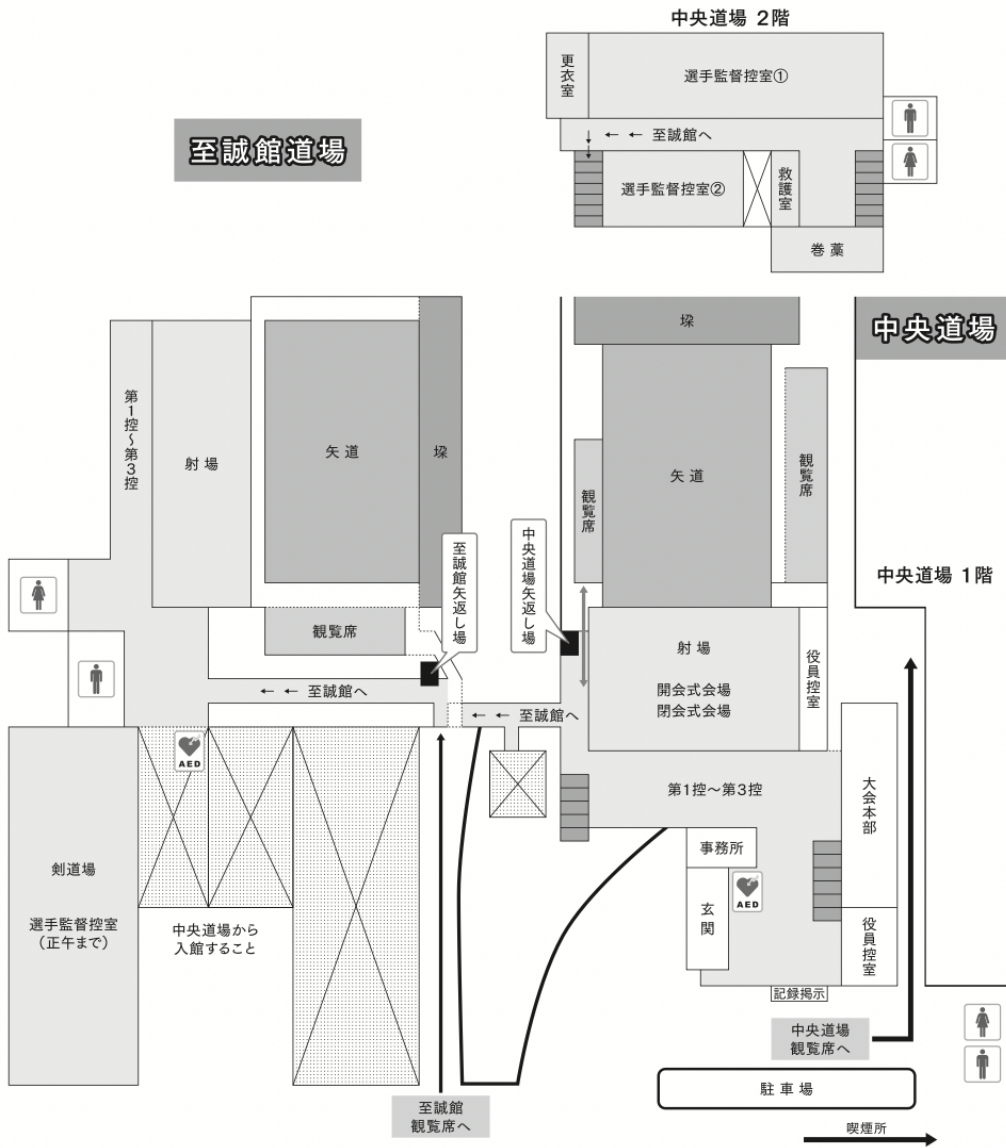 中央道場 2階
更衣室
選手監督控室①
← ← 至誠館へ
選手監督控室②
救護室
巻藁
至誠館道場
中央道場
第1控～第3控
射場
矢道
垜
観覧席
至誠館矢返し場
← ← 至誠館へ
AED
剣道場
選手監督控室
（正午まで）
中央道場から
入館すること
至誠館
観覧席へ
垜
矢道
観覧席
観覧席
中央道場矢返し場
中央道場 1階
射場
開会式会場
閉会式会場
役員控室
← ← 至誠館へ
第1控～第3控
大会本部
事務所
AED
玄関
役員控室
記録掲示
中央道場
観覧席へ
駐車場
喫煙所